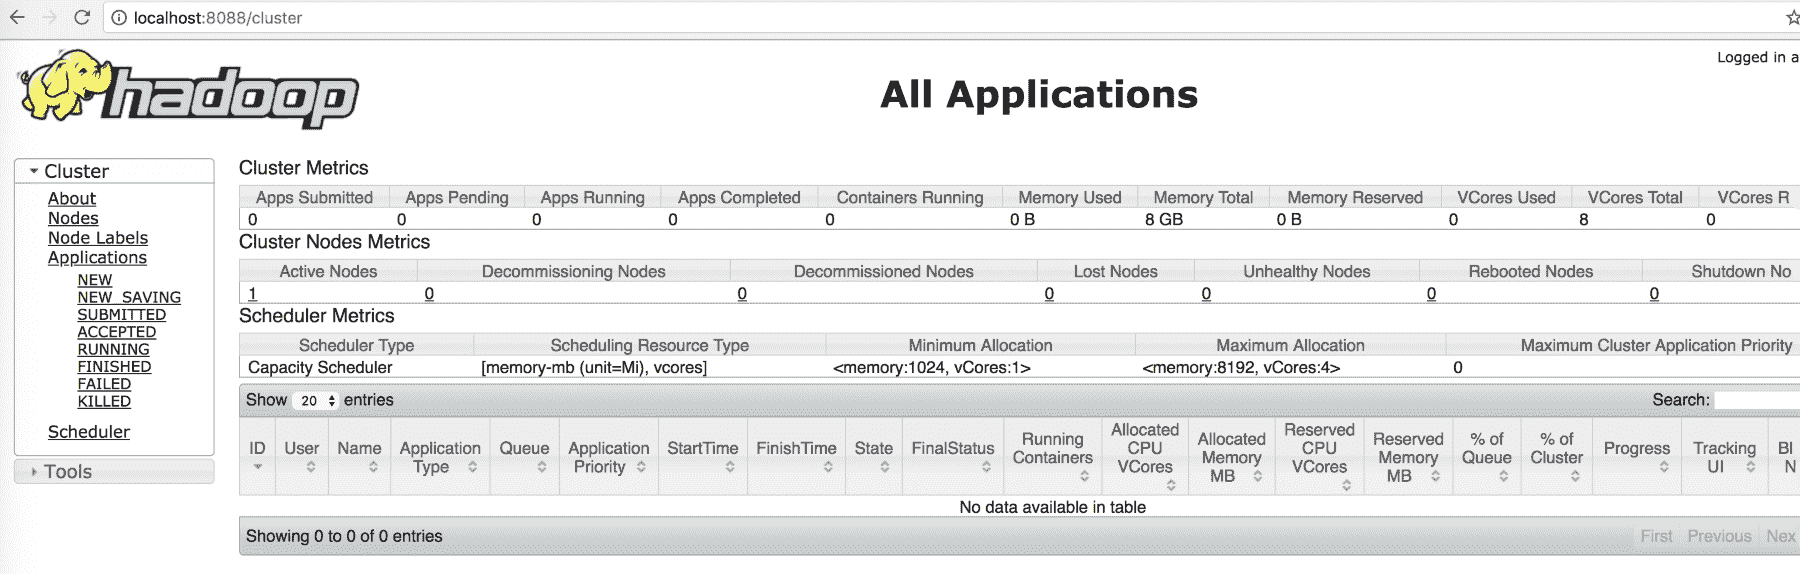 localhost:8088/cluster
Logged in a
hadoop
All Applications
Cluster
About
Nodes
Node Labels
Applications
NEW
NEW_SAVING
SUBMITTED
ACCEPTED
RUNNING
FINISHED
FAILED
KILLED
Scheduler
Tools
Cluster Metrics
Apps Submitted Apps Pending Apps Running Apps Completed Containers Running Memory Used Memory Total Memory Reserved VCores Used VCores Total VCores R
0 0 0 0 0 0 B 8 GB 0 B 0 8 0
Cluster Nodes Metrics
Active Nodes Decommissioning Nodes Decommissioned Nodes Lost Nodes Unhealthy Nodes Rebooted Nodes Shutdown No
1 0 0 0 0 0 0
Scheduler Metrics
Scheduler Type Scheduling Resource Type Minimum Allocation Maximum Allocation Maximum Cluster Application Priority
Capacity Scheduler [memory-mb (unit=Mi), vcores] <memory:1024, vCores:1> <memory:8192, vCores:4> 0
Show 20 entries Search:
ID User Name Application Type Queue Application Priority StartTime FinishTime State FinalStatus Running Containers Allocated CPU VCores Allocated Memory MB Reserved CPU VCores Reserved Memory MB % of Queue % of Cluster Progress Tracking UI Bl N
No data available in table
Showing 0 to 0 of 0 entries First Previous Nex